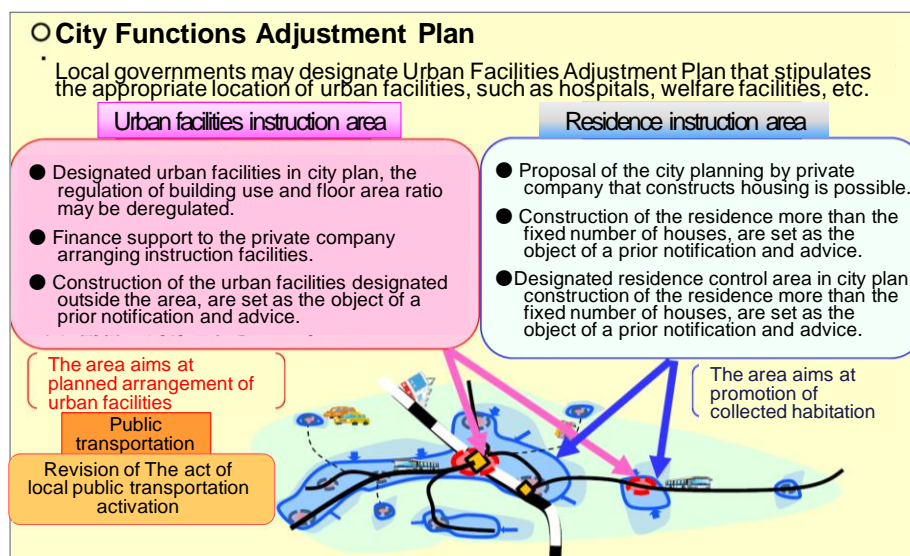 City Functions Adjustment Plan
Local governments may designate Urban Facilities Adjustment Plan that stipulates
the appropriate location of urban facilities, such as hospitals, welfare facilities, etc.
Urban facilities instruction area
● Designated urban facilities in city plan, the
regulation of building use and floor area ratio
may be deregulated.
● Finance support to the private company
arranging instruction facilities.
● Construction of the urban facilities designated
outside the area, are set as the object of a
prior notification and advice.
Residence instruction area
● Proposal of the city planning by private
company that constructs housing is possible.
● Construction of the residence more than the
fixed number of houses, are set as the
object of a prior notification and advice.
● Designated residence control area in city plan
construction of the residence more than the
fixed number of houses, are set as the
object of a prior notification and advice.
The area aims at
planned arrangement of
urban facilities
The area aims at
promotion of
collected habitation
Public
transportation
Revision of The act of
local public transportation
activation